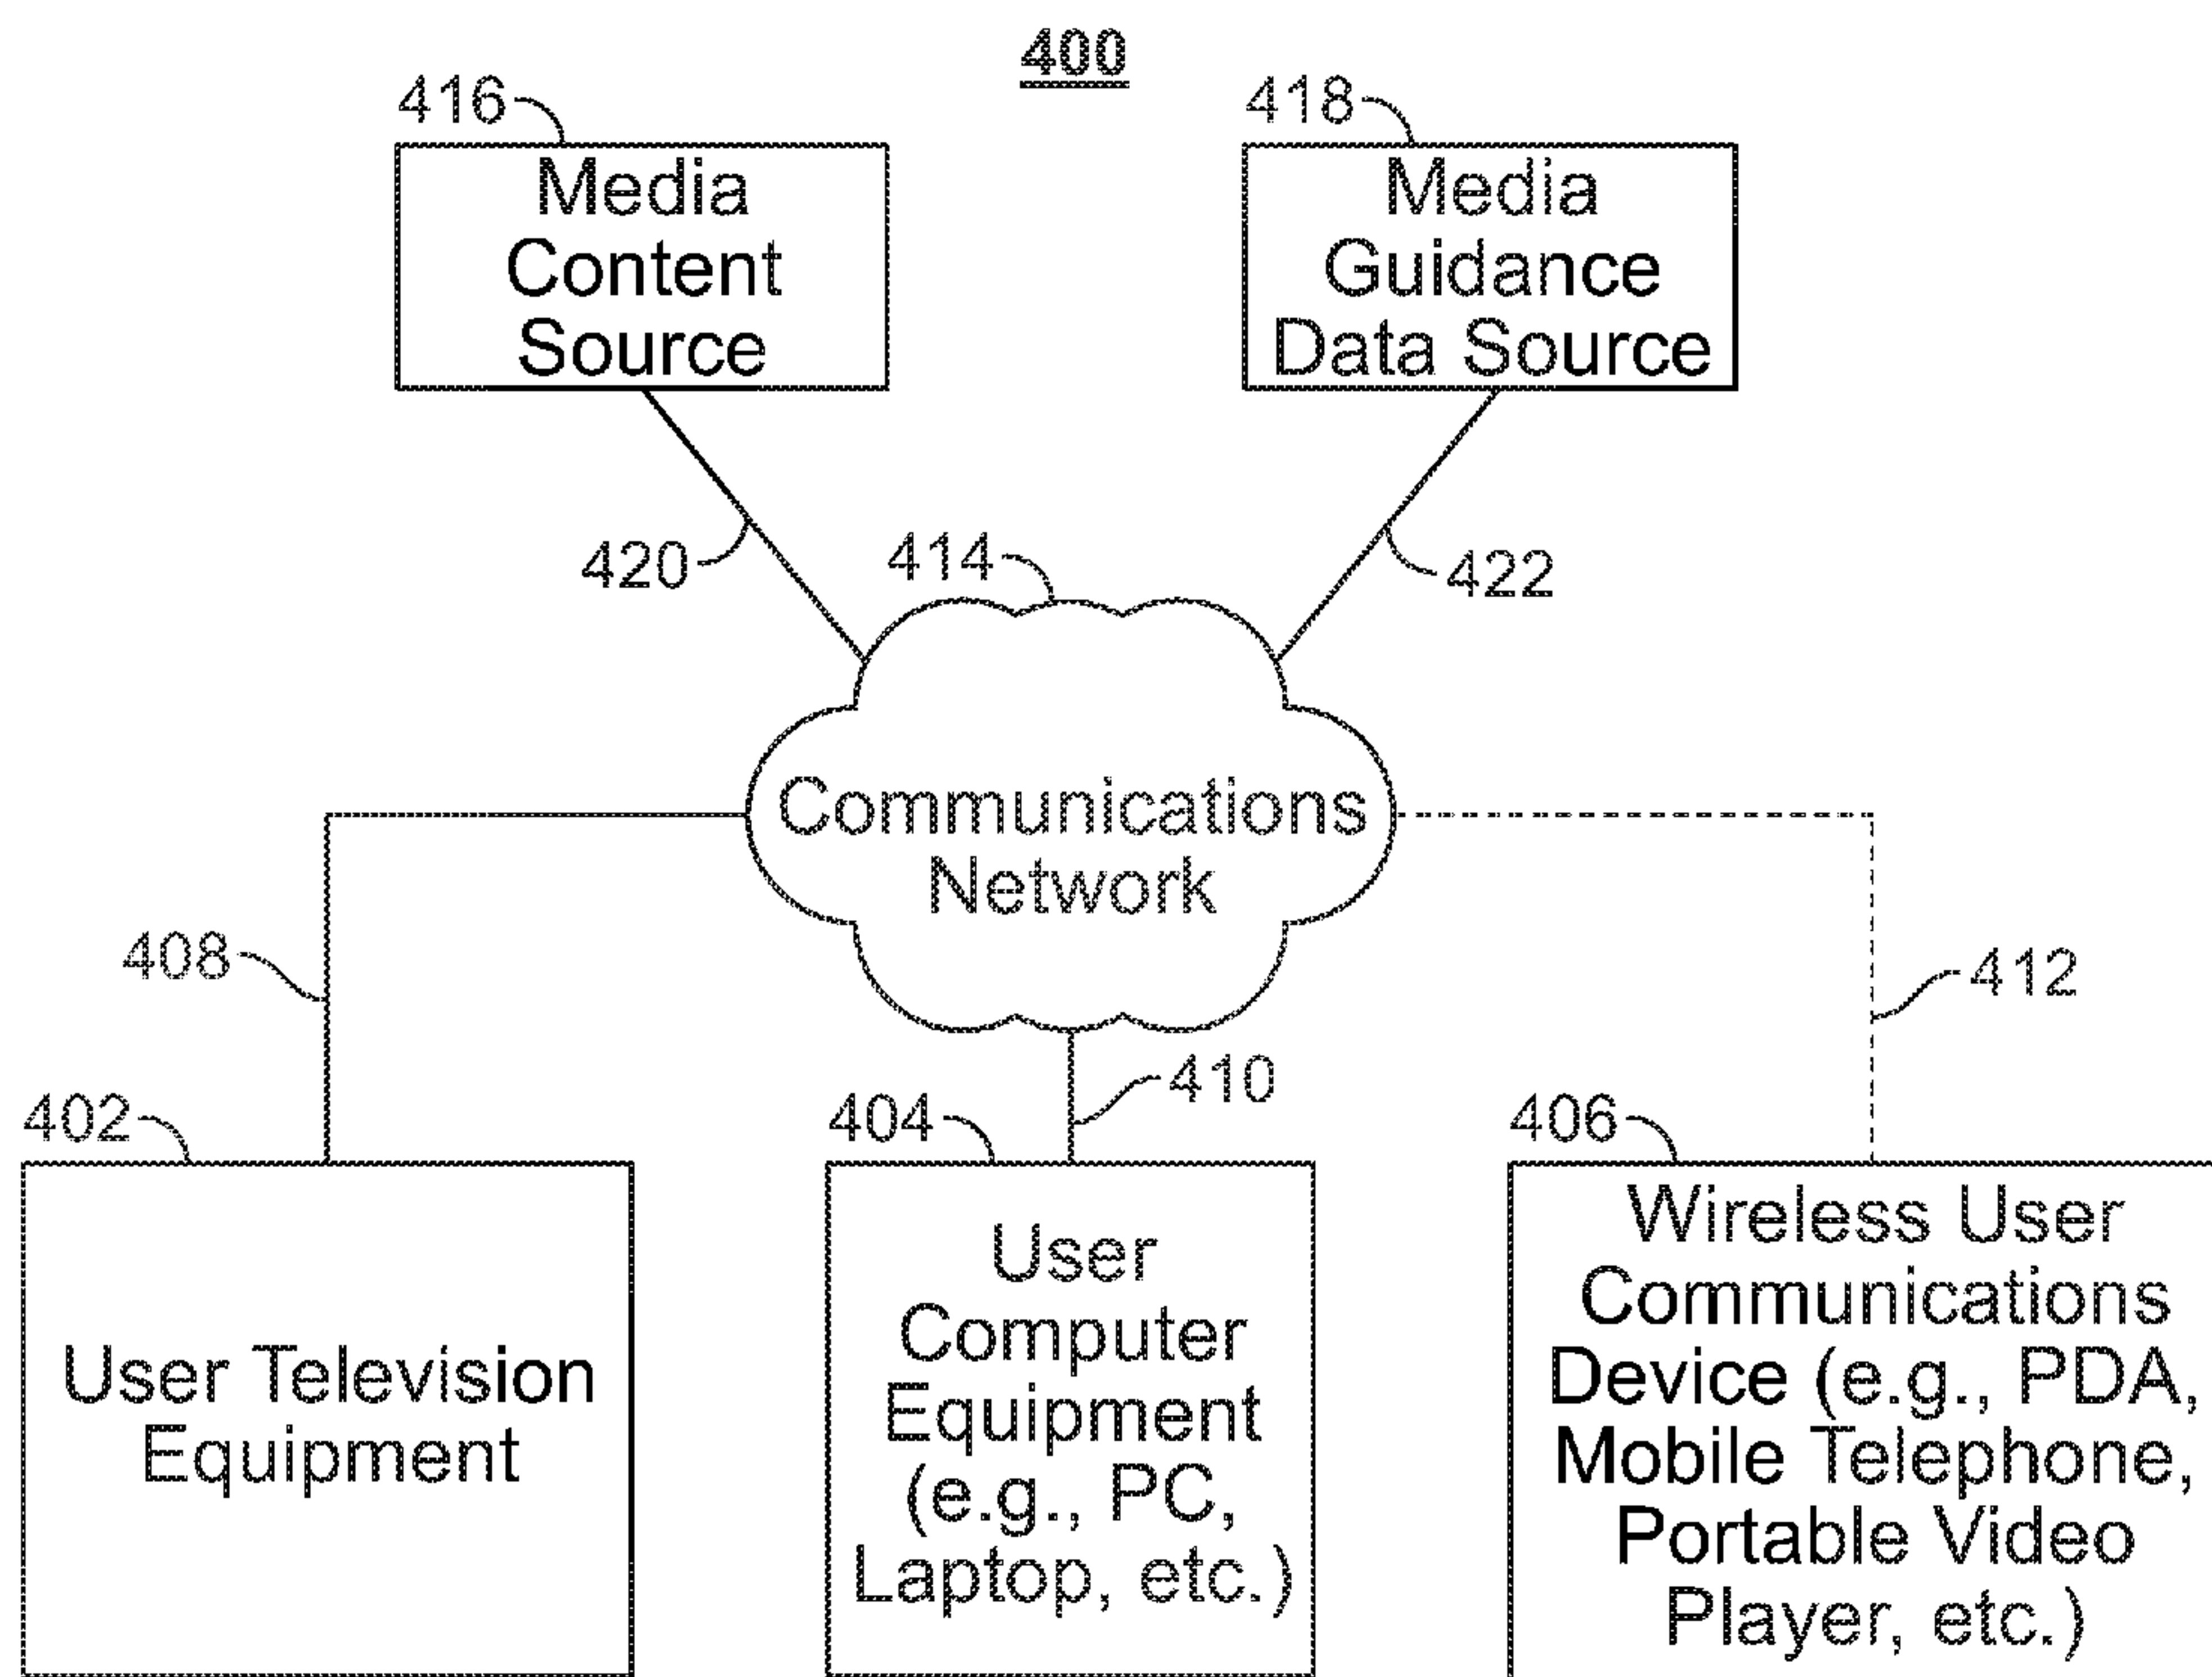 400
416
418
Media
Content
Source
Media
Guidance
Data Source
420
414
422
Communications
Network
408
412
410
402
404
406
User Television
Equipment
User
Computer
Equipment
(e.g., PC,
Laptop, etc.)
Wireless User
Communications
Device (e.g., PDA,
Mobile Telephone,
Portable Video
Player, etc.)